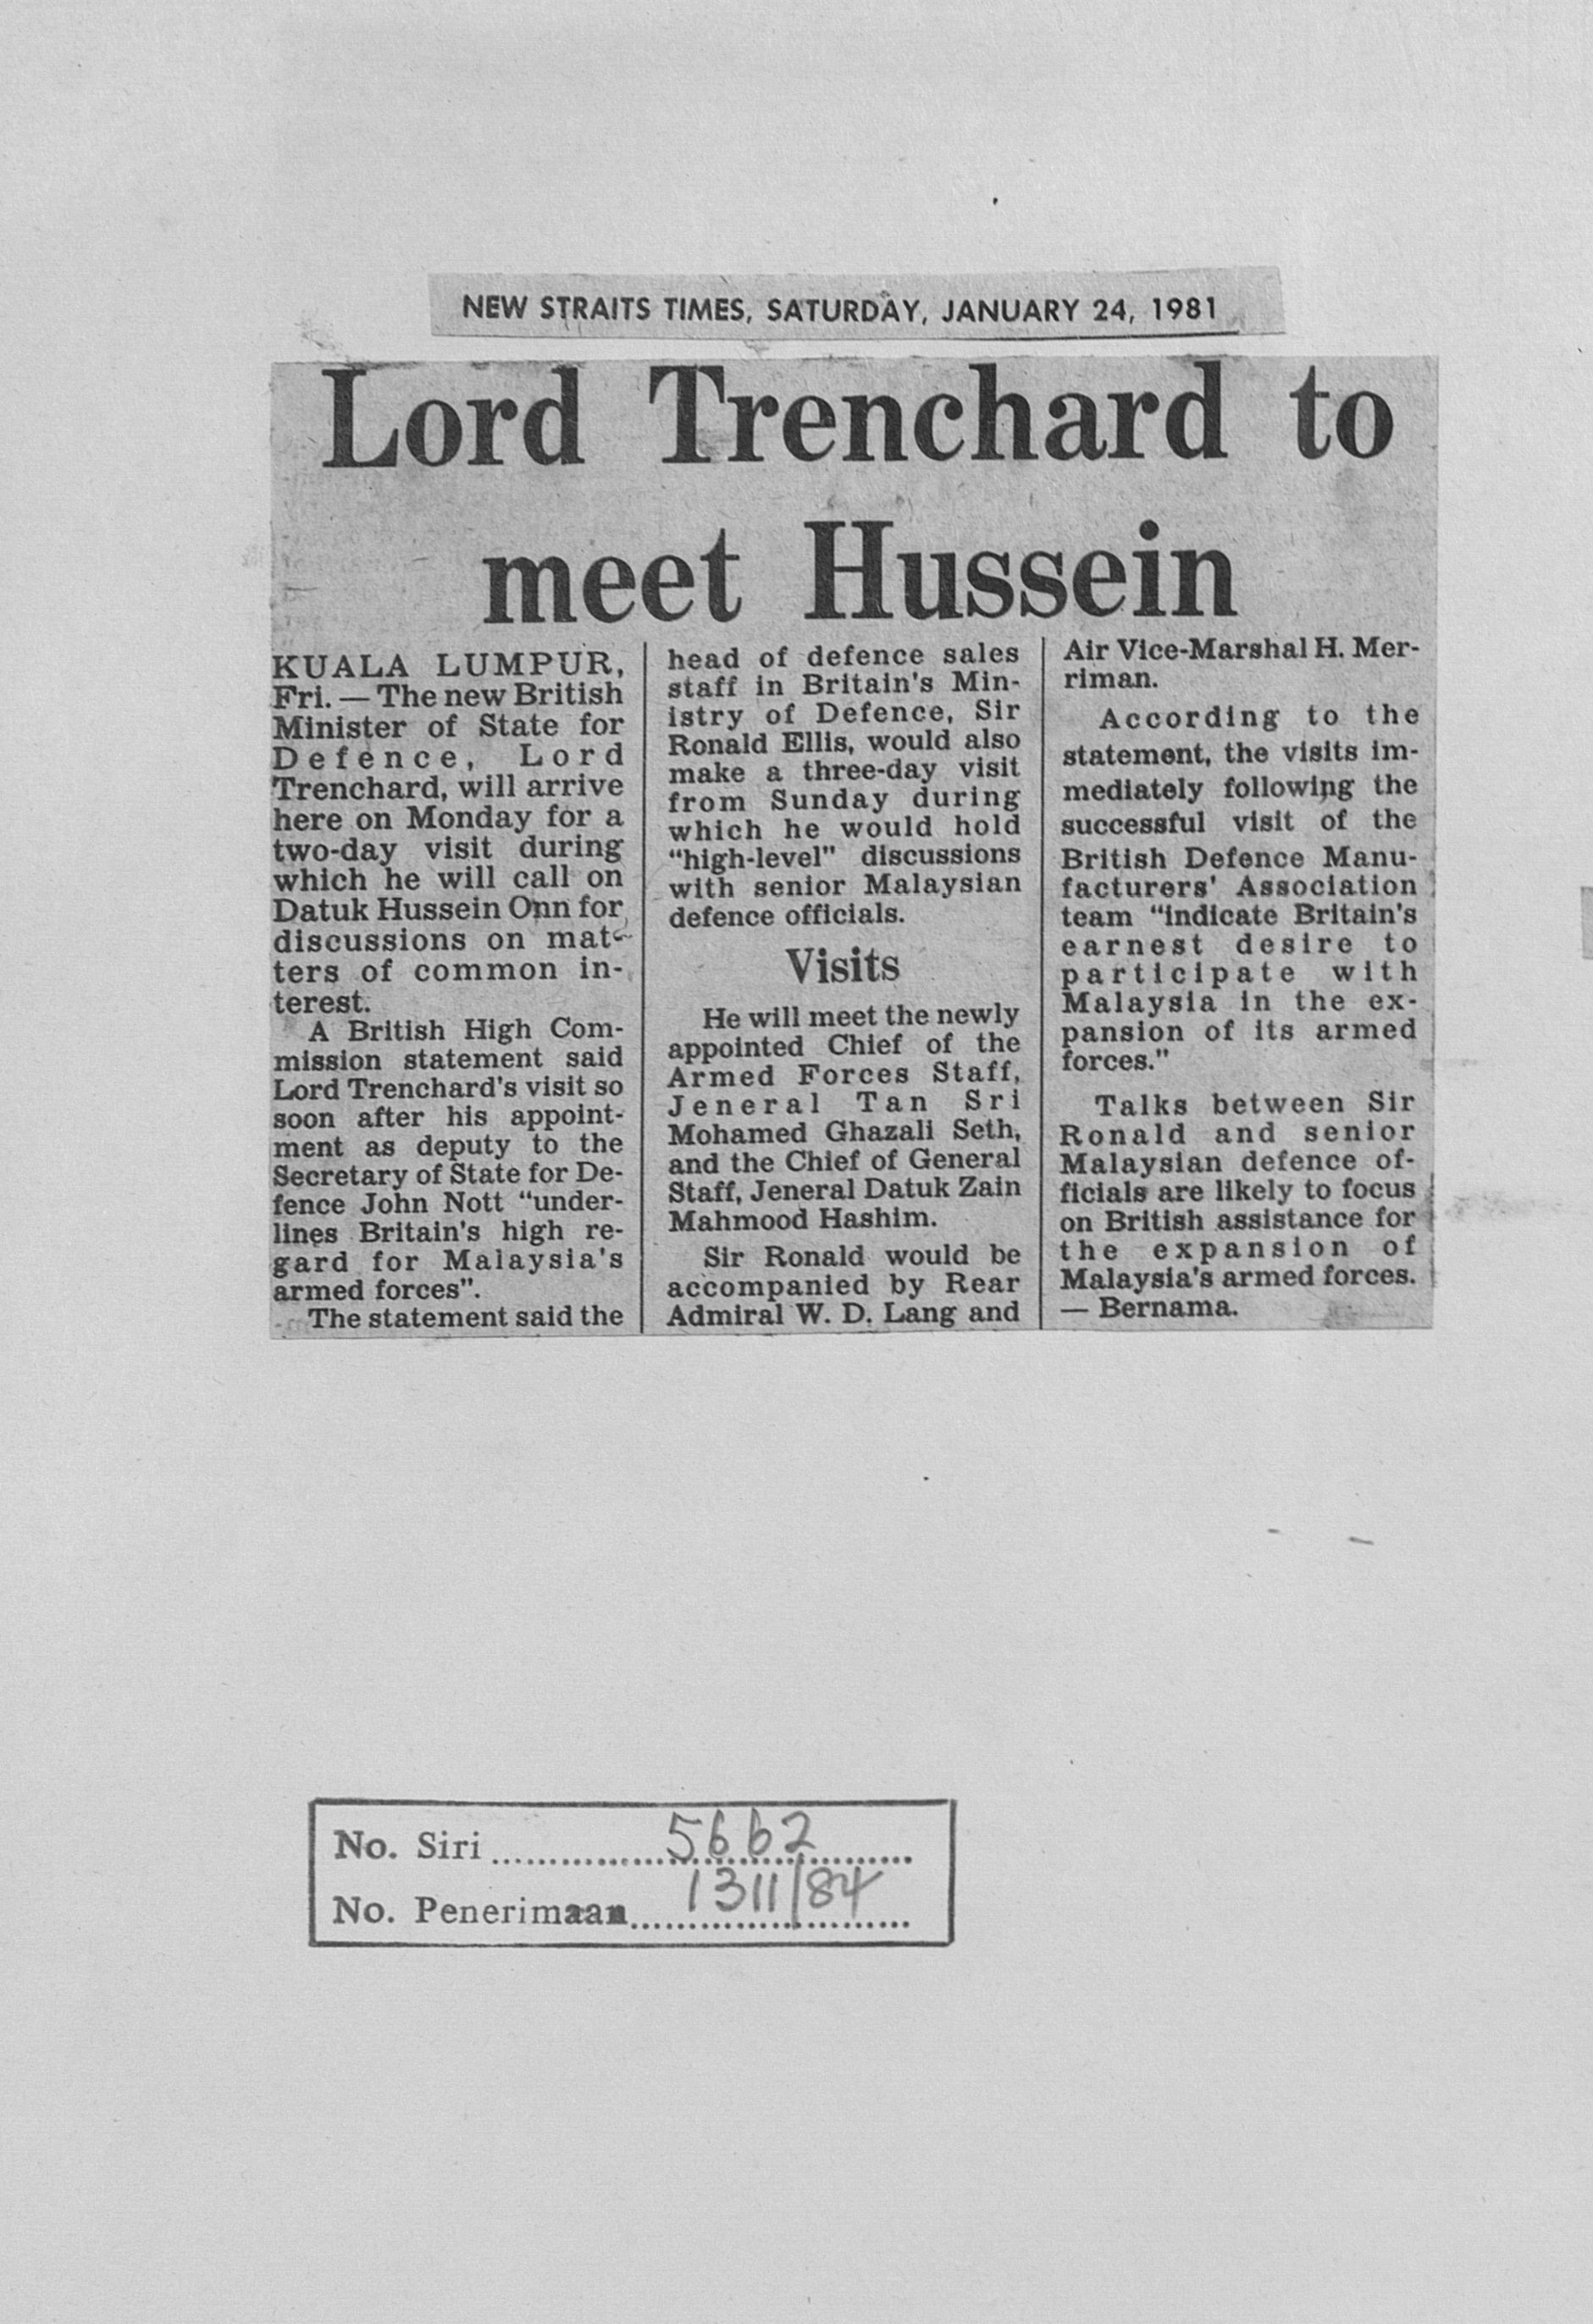 NEW STRAITS TIMES, SATURDAY, JANUARY 24, 1981
Lord Trenchard to
meet Hussein
KUALA LUMPUR,
Fri. — The new British
Minister of State for
Defence, Lord
Trenchard, will arrive
here on Monday for a
two-day visit during
which he will call on
Datuk Hussein Onn for
discussions on mat-
ters of common in-
terest.
A British High Com-
mission statement said
Lord Trenchard's visit so
soon after his appoint-
ment as deputy to the
Secretary of State for De-
fence John Nott “under-
lines Britain's high re-
gard for Malaysia's
armed forces".
The statement said the
head of defence sales
staff in Britain's Min-
istry of Defence, Sir
Ronald Ellis, would also
make a three-day visit
from Sunday during
which he would hold
“high-level" discussions
with senior Malaysian
defence officials.
Visits
He will meet the newly
appointed Chief of the
Armed Forces Staff,
Jeneral Tan Sri
Mohamed Ghazali Seth,
and the Chief of General
Staff, Jeneral Datuk Zain
Mahmood Hashim.
Sir Ronald would be
accompanied by Rear
Admiral W. D. Lang and
Air Vice-Marshal H. Mer-
riman.
According to the
statement, the visits im-
mediately following the
successful visit of the
British Defence Manu-
facturers' Association
team “indicate Britain's
earnest desire to
participate with
Malaysia in the ex-
pansion of its armed
forces."
Talks between Sir
Ronald and senior
Malaysian defence of-
ficials are likely to focus
on British assistance for
the expansion of
Malaysia's armed forces.
— Bernama.
No. Siri 5662
No. Penerimaan 1311/84